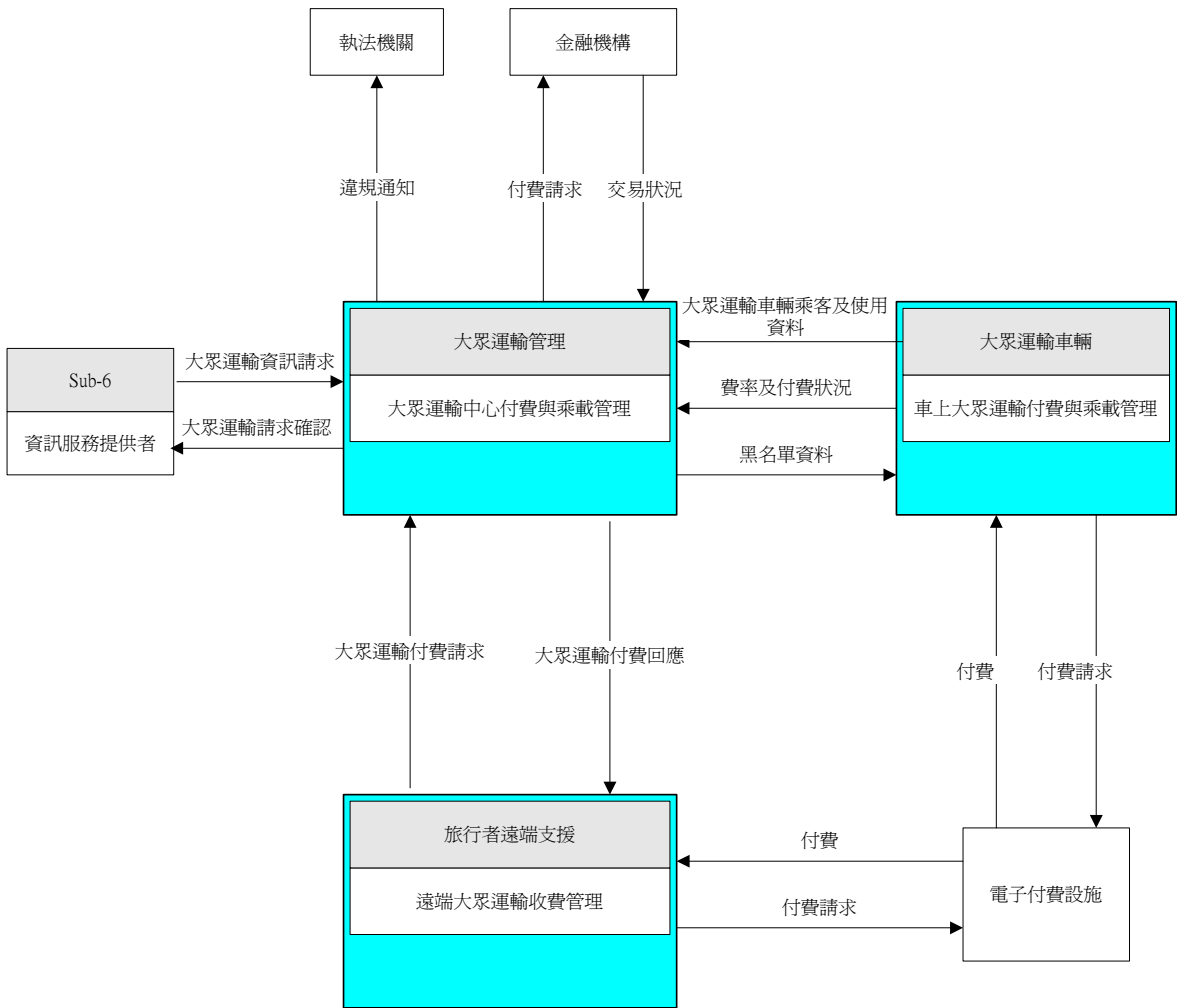 執法機關
金融機構
違規通知
付費請求
交易狀況
大眾運輸車輛乘客及使用
資料
大眾運輸管理
大眾運輸車輛
大眾運輸資訊請求
Sub-6
費率及付費狀況
大眾運輸中心付費與乘載管理
車上大眾運輸付費與乘載管理
大眾運輸請求確認
資訊服務提供者
黑名單資料
大眾運輸付費請求
大眾運輸付費回應
付費
付費請求
旅行者遠端支援
付費
遠端大眾運輸收費管理
電子付費設施
付費請求